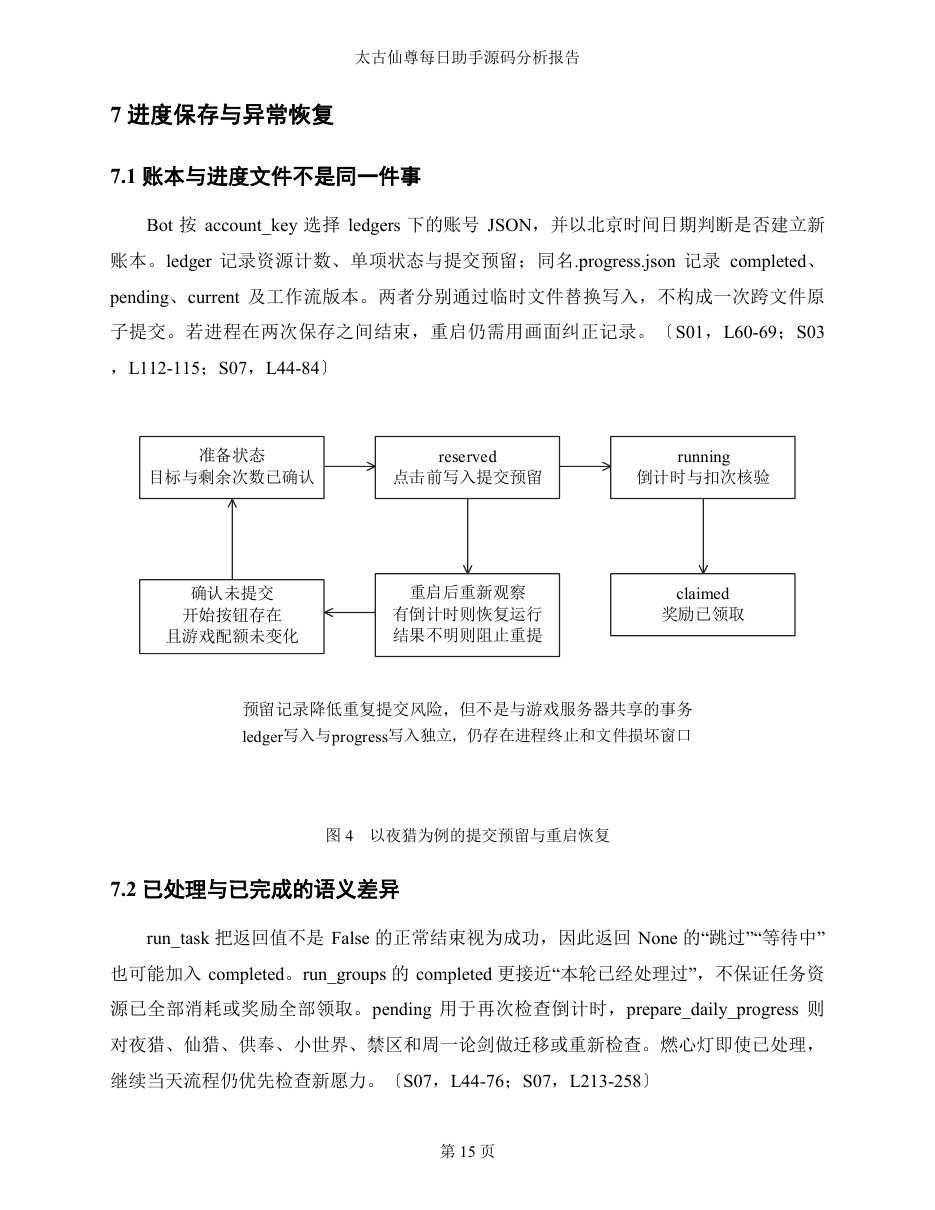 太古仙尊每日助手源码分析报告
7 进度保存与异常恢复
7.1 账本与进度文件不是同一件事
Bot 按 account_key 选择 ledgers 下的账号 JSON，并以北京时间日期判断是否建立新
账本。ledger 记录资源计数、单项状态与提交预留；同名.progress.json 记录 completed、
pending、current 及工作流版本。两者分别通过临时文件替换写入，不构成一次跨文件原
子提交。若进程在两次保存之间结束，重启仍需用画面纠正记录。〔S01，L60-69；S03
，L112-115；S07，L44-84〕
准备状态
目标与剩余次数已确认
reserved
点击前写入提交预留
running
倒计时与扣次核验
确认未提交
开始按钮存在
且游戏配额未变化
重启后重新观察
有倒计时则恢复运行
结果不明则阻止重提
claimed
奖励已领取
预留记录降低重复提交风险，但不是与游戏服务器共享的事务
ledger写入与progress写入独立，仍存在进程终止和文件损坏窗口
图 4　以夜猎为例的提交预留与重启恢复
7.2 已处理与已完成的语义差异
run_task 把返回值不是 False 的正常结束视为成功，因此返回 None 的“跳过”“等待中”
也可能加入 completed。run_groups 的 completed 更接近“本轮已经处理过”，不保证任务资
源已全部消耗或奖励全部领取。pending 用于再次检查倒计时，prepare_daily_progress 则
对夜猎、仙猎、供奉、小世界、禁区和周一论剑做迁移或重新检查。燃心灯即使已处理，
继续当天流程仍优先检查新愿力。〔S07，L44-76；S07，L213-258〕
第 15 页